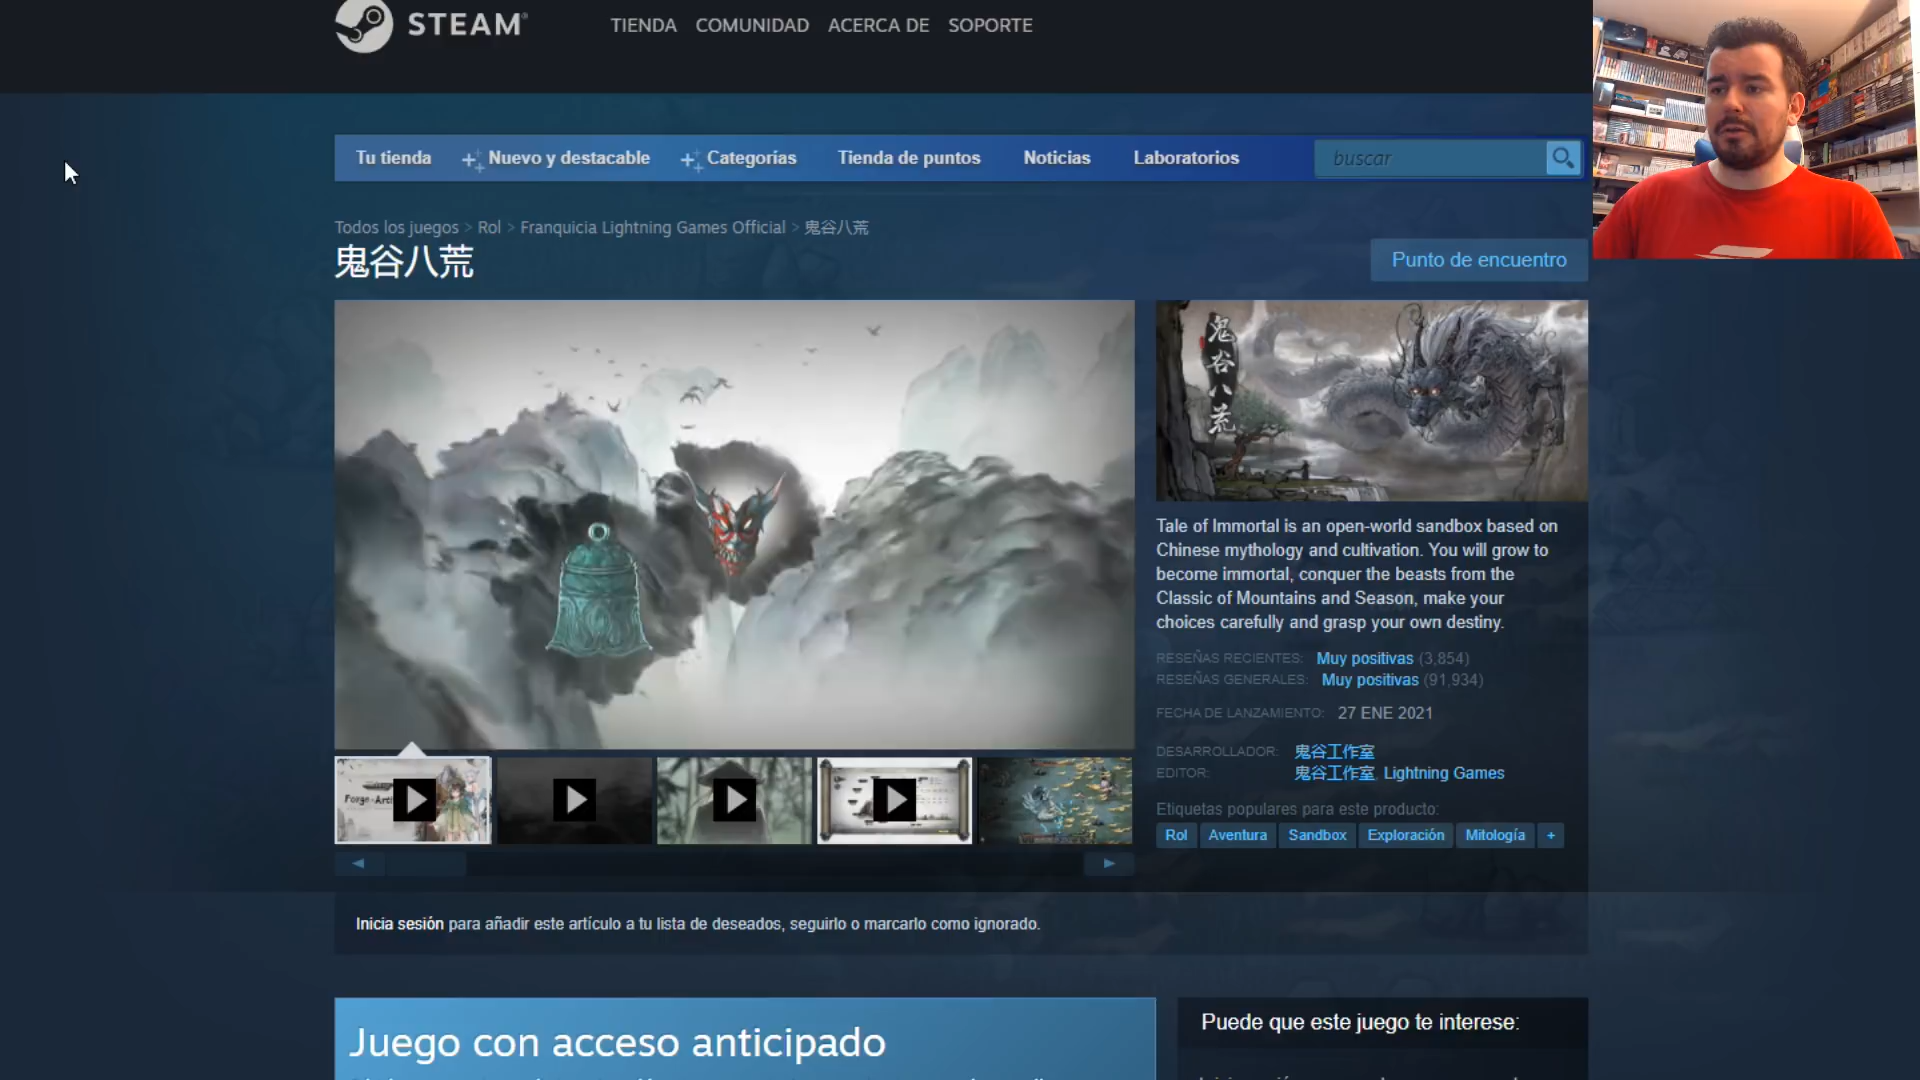 STEAM
TIENDA COMUNIDAD ACERCA DE SOPORTE
Tu tienda Nuevo y destacable Categorías Tienda de puntos Noticias Laboratorios buscar
Todos los juegos > Rol > Franquicia Lightning Games Official > 鬼谷八荒
鬼谷八荒
Punto de encuentro
鬼谷八荒
Tale of Immortal is an open-world sandbox based on
Chinese mythology and cultivation. You will grow to
become immortal, conquer the beasts from the
Classic of Mountains and Season, make your
choices carefully and grasp your own destiny.
RESEÑAS RECIENTES: Muy positivas (3,854)
RESEÑAS GENERALES: Muy positivas (91,934)
FECHA DE LANZAMIENTO: 27 ENE 2021
DESARROLLADOR: 鬼谷工作室
EDITOR: 鬼谷工作室, Lightning Games
Etiquetas populares para este producto:
Rol Aventura Sandbox Exploración Mitología +
Inicia sesión para añadir este artículo a tu lista de deseados, seguirlo o marcarlo como ignorado.
Juego con acceso anticipado
Puede que este juego te interese: